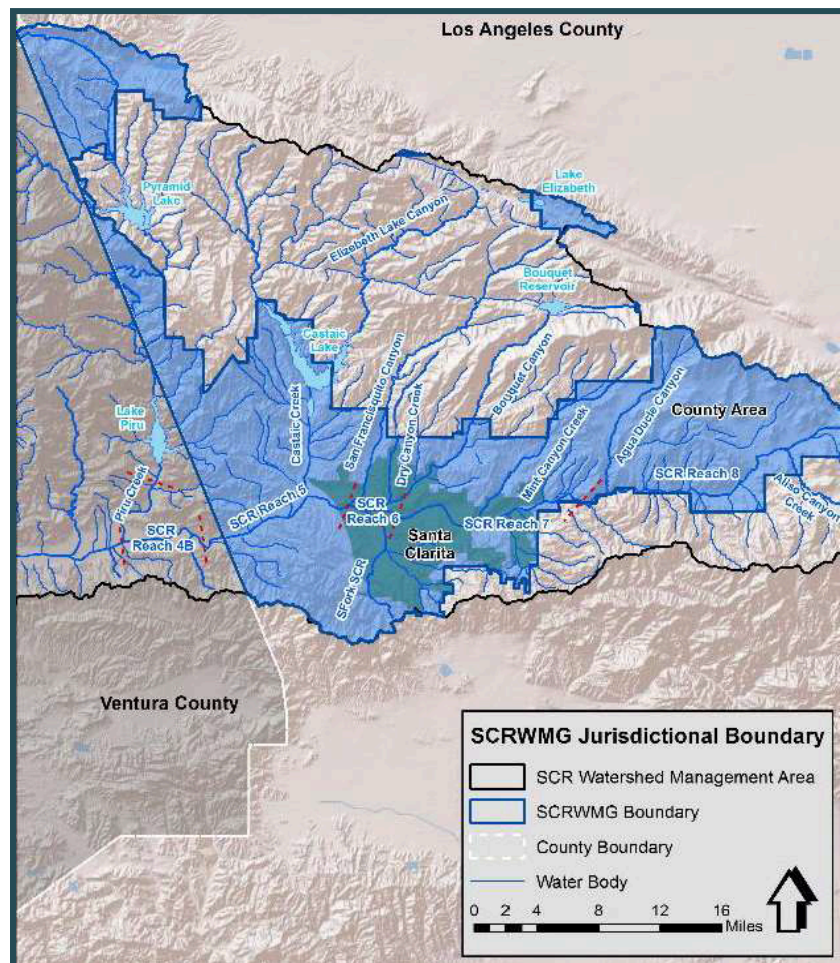 Los Angeles County
Lake
Elizabeth
Pyramid
Lake
Elizebeth Lake Canyon
Bouquet
Reservoir
Castaic
Lake
San Francisquito Canyon
Bouquet Canyon
Castaic Creek
Dry Canyon Creek
Mint Canyon Creek
Agua Dulce Canyon
County Area
Lake
Piru
Piru Creek
SCR Reach 5
SCR
Reach 6
SCR Reach 8
Aliso Canyon
Creek
SCR
Reach 4B
SCR Reach 7
Santa
Clarita
SFork SCR
Ventura County
SCRWMG Jurisdictional Boundary
SCR Watershed Management Area
SCRWMG Boundary
County Boundary
Water Body
0 2 4 8 12 16
Miles